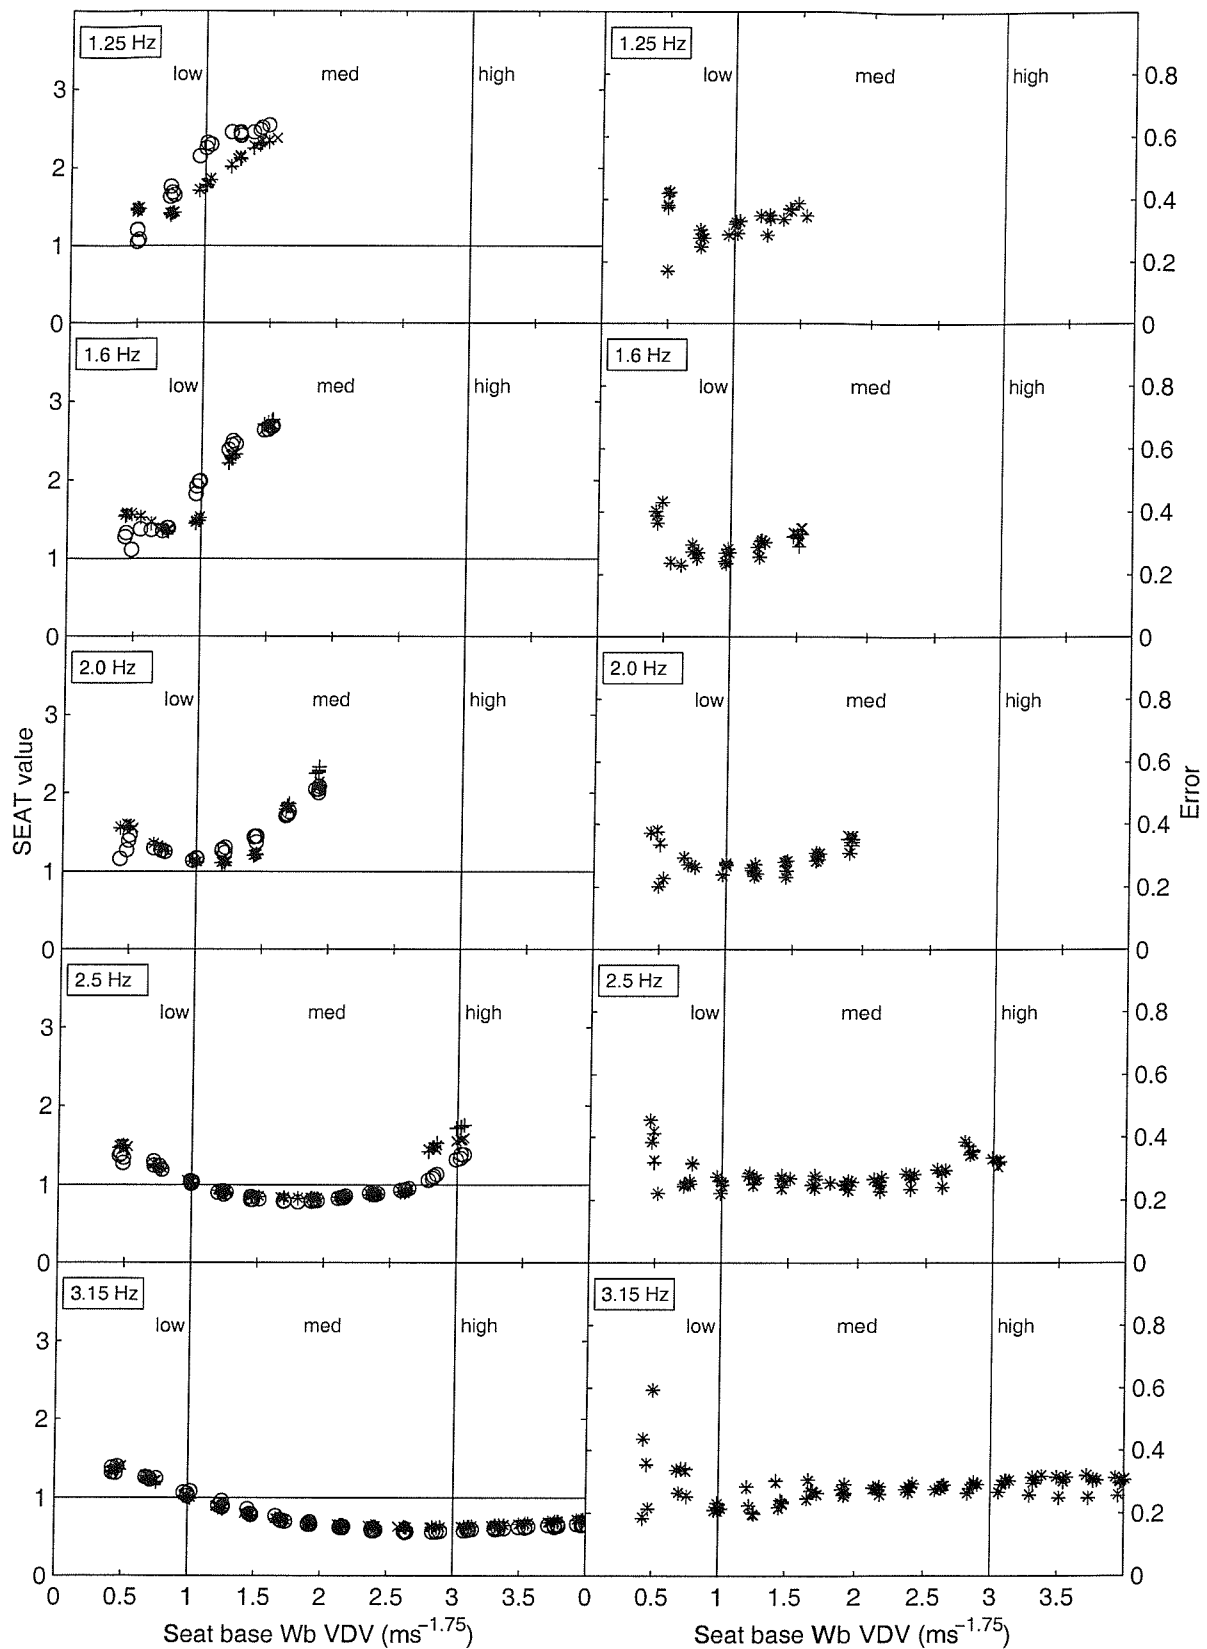 1.25 Hz
low
med
high
3
2
1
0
1.25 Hz
low
med
high
0.8
0.6
0.4
0.2
0
1.6 Hz
low
med
high
3
2
1
0
1.6 Hz
low
med
high
0.8
0.6
0.4
0.2
0
2.0 Hz
low
med
high
3
2
1
0
SEAT value
2.0 Hz
low
med
high
0.8
0.6
0.4
0.2
0
Error
2.5 Hz
low
med
high
3
2
1
0
2.5 Hz
low
med
high
0.8
0.6
0.4
0.2
0
3.15 Hz
low
med
high
3
2
1
0
3.15 Hz
low
med
high
0.8
0.6
0.4
0.2
0
0 0.5 1 1.5 2 2.5 3 3.5 0 0.5 1 1.5 2 2.5 3 3.5
Seat base Wb VDV (ms⁻¹·⁷⁵)
Seat base Wb VDV (ms⁻¹·⁷⁵)